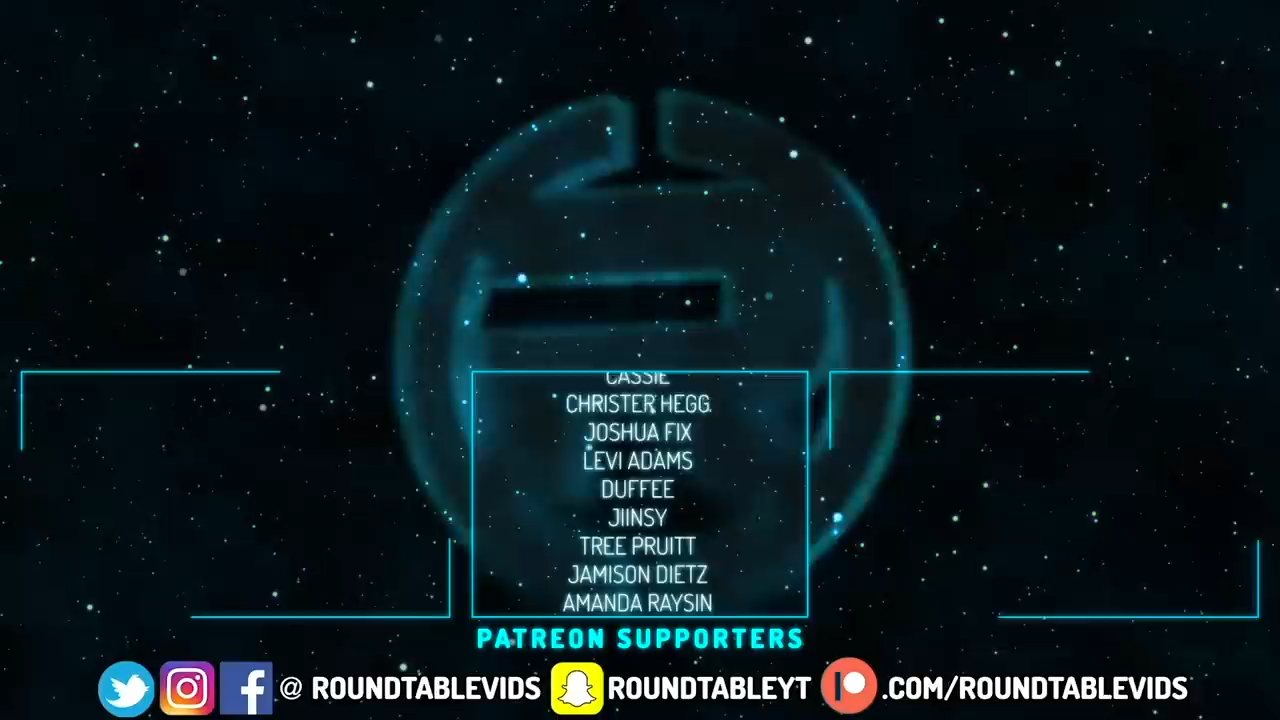 CASSIE
CHRISTER HEGG
JOSHUA FIX
LEVI ADAMS
DUFFEE
JIINSY
TREE PRUITT
JAMISON DIETZ
AMANDA RAYSIN
PATREON SUPPORTERS
@ ROUNDTABLEVIDS ROUNDTABLEYT .COM/ROUNDTABLEVIDS